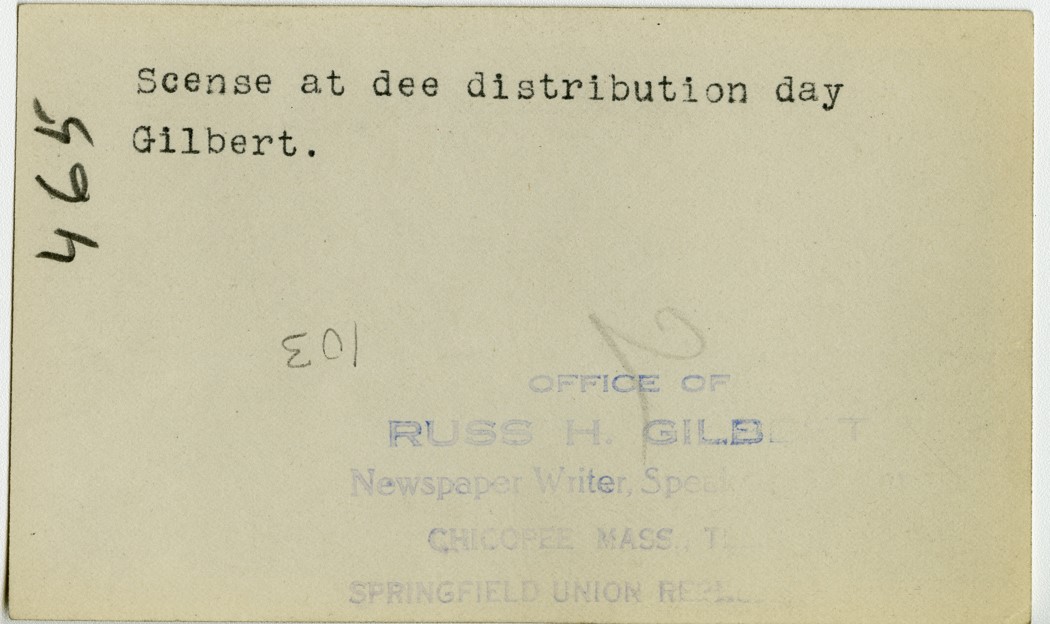 Scense at dee distribution day
Gilbert.
465
103
OFFICE OF
RUSS H. GILB
Newspaper Writer,
CHICOPEE MASS.,
SPRINGFIELD UNION